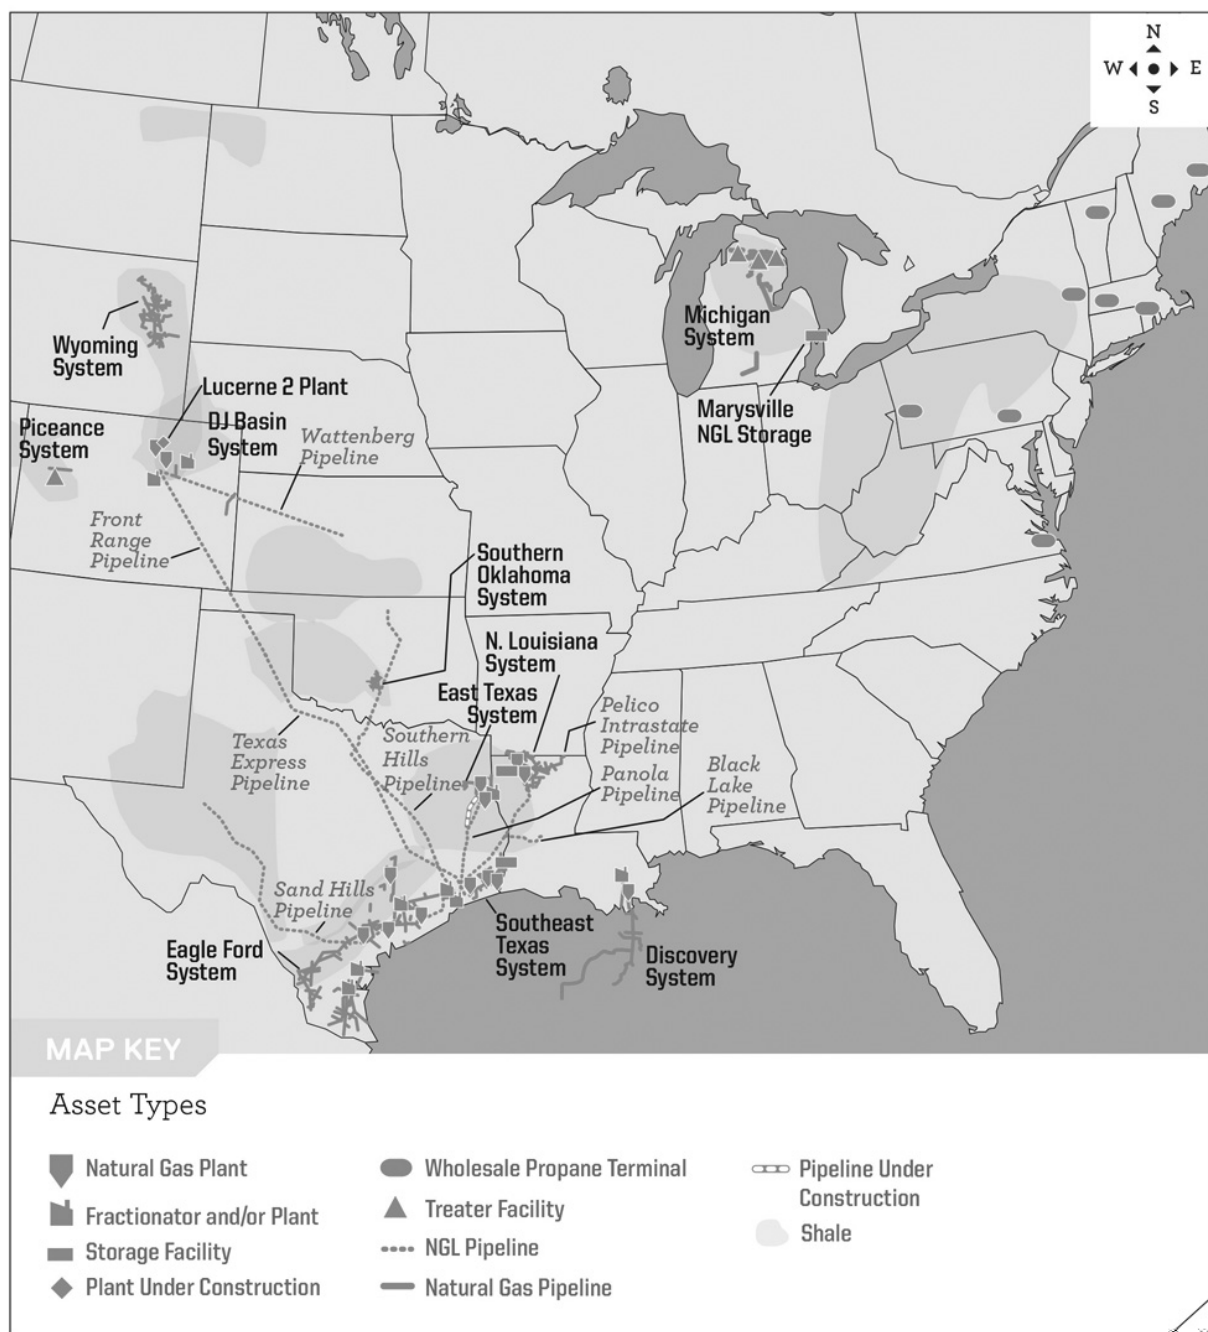 N
W
E
S
Wyoming
System
Michigan
System
Marysville
NGL Storage
Lucerne 2 Plant
DJ Basin
System
Piceance
System
Wattenberg
Pipeline
Front
Range
Pipeline
Southern
Oklahoma
System
N. Louisiana
System
East Texas
System
Pelico
Intrastate
Pipeline
Southern
Hills
Pipeline
Texas
Express
Pipeline
Panola
Pipeline
Black
Lake
Pipeline
Sand Hills
Pipeline
Eagle Ford
System
Southeast
Texas
System
Discovery
System
MAP KEY
Asset Types
Natural Gas Plant
Fractionator and/or Plant
Storage Facility
Plant Under Construction
Wholesale Propane Terminal
Treater Facility
NGL Pipeline
Natural Gas Pipeline
Pipeline Under
Construction
Shale